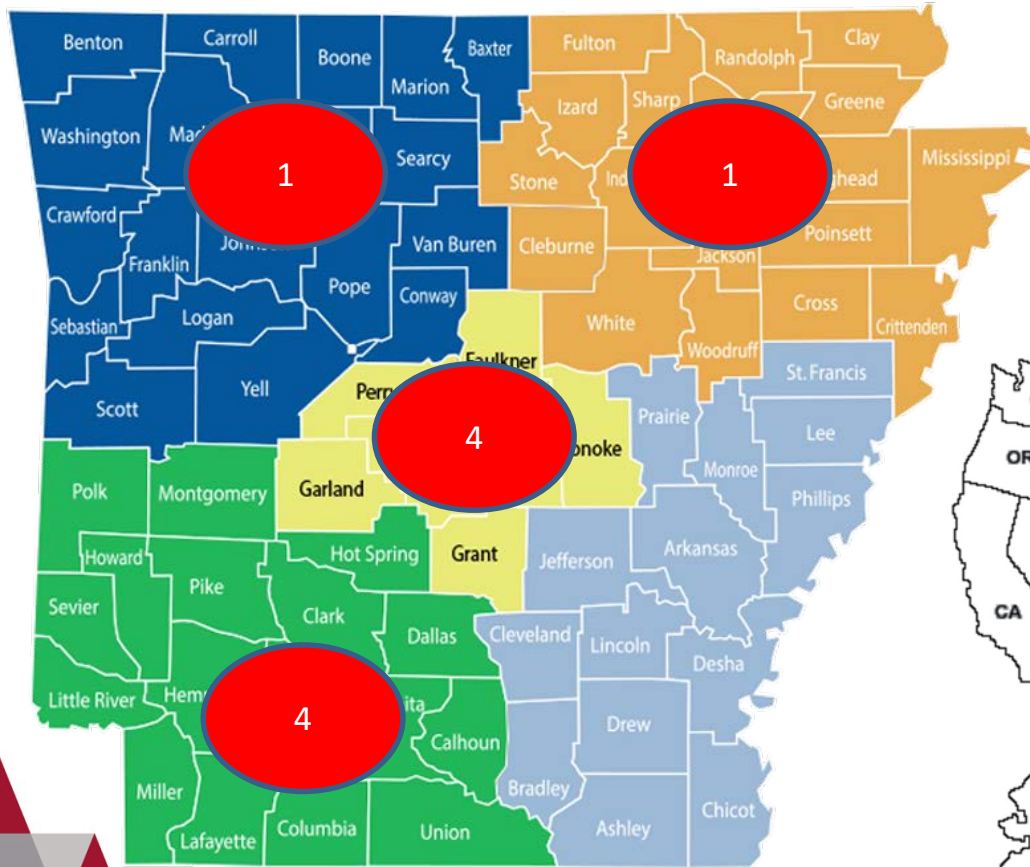 Benton
Carroll
Boone
Baxter
Marion
Fulton
Randolph
Clay
Izard
Sharp
Greene
Washington
Searcy
Stone
Mississippi
1
1
Crawford
Franklin
Van Buren
Cleburne
Poinsett
Jackson
Pope
Conway
Logan
Sebastian
White
Cross
Crittenden
Woodruff
Faulkner
Yell
Scott
St. Francis
Prairie
Lee
4
Monroe
Phillips
OR
Polk
Montgomery
Garland
Grant
Jefferson
Arkansas
Howard
Hot Spring
Pike
Sevier
Clark
Dallas
Cleveland
Lincoln
Desha
CA
Little River
4
Calhoun
Drew
Miller
Bradley
Chicot
Lafayette
Columbia
Union
Ashley